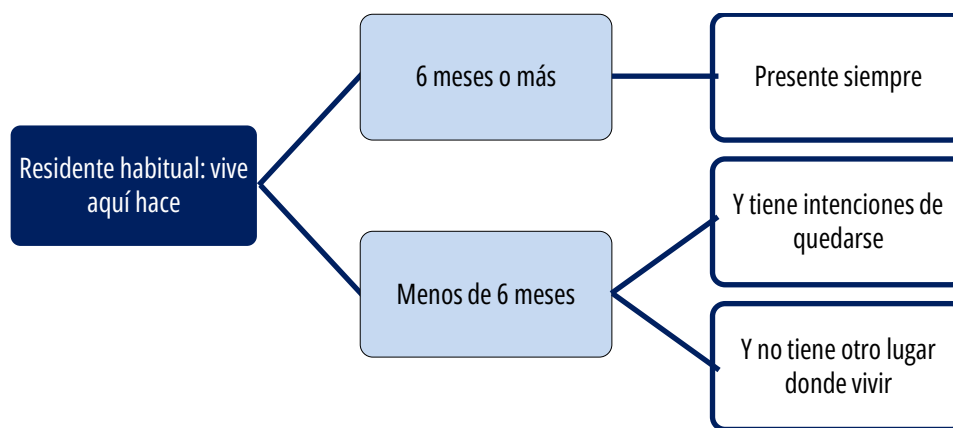 Residente habitual: vive
aquí hace
6 meses o más
Presente siempre
Menos de 6 meses
Y tiene intenciones de
quedarse
Y no tiene otro lugar
donde vivir